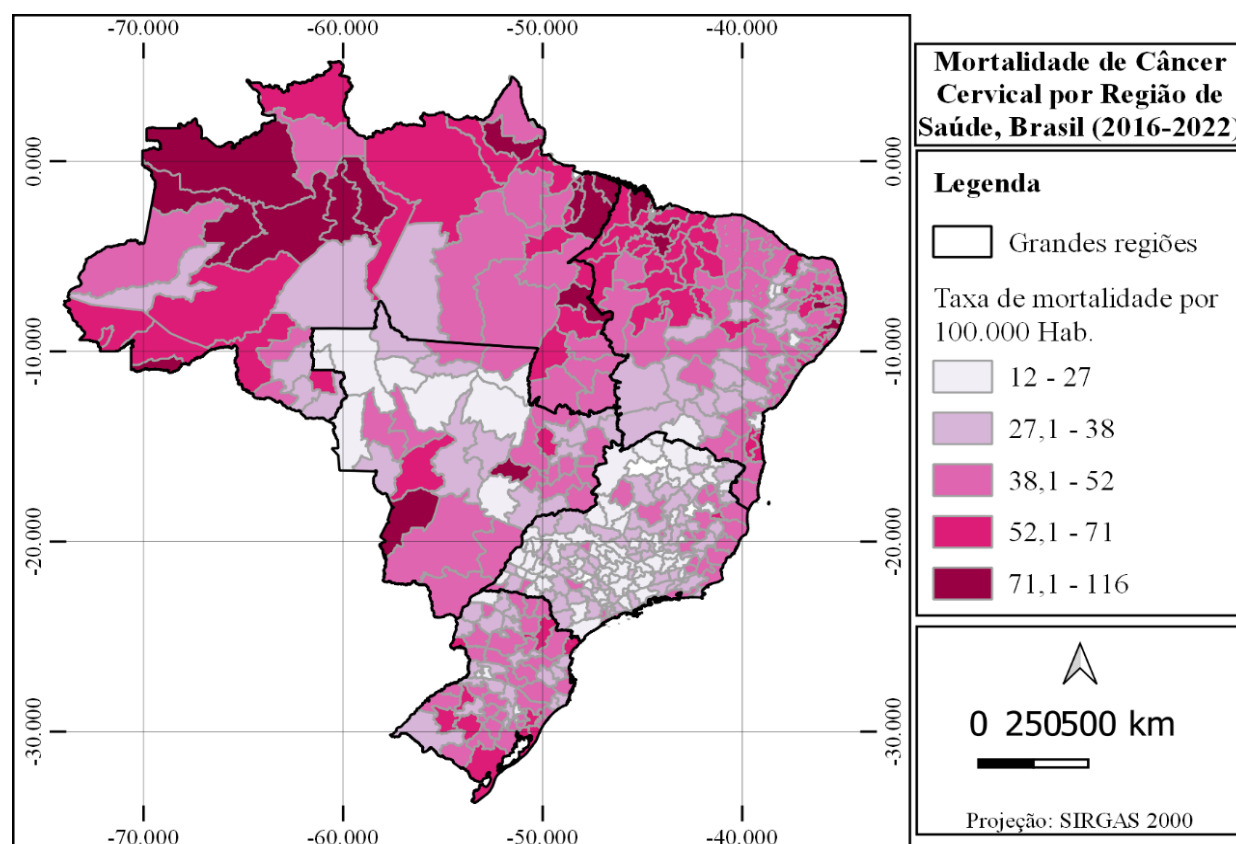 -70.000 -60.000 -50.000 -40.000
0.000 0.000
-10.000 -10.000
-20.000 -20.000
-30.000 -30.000
-70.000 -60.000 -50.000 -40.000
Mortalidade de Câncer
Cervical por Região de
Saúde, Brasil (2016-2022)
Legenda
Grandes regiões
Taxa de mortalidade por
100.000 Hab.
12 - 27
27,1 - 38
38,1 - 52
52,1 - 71
71,1 - 116
0 250500 km
Projeção: SIRGAS 2000